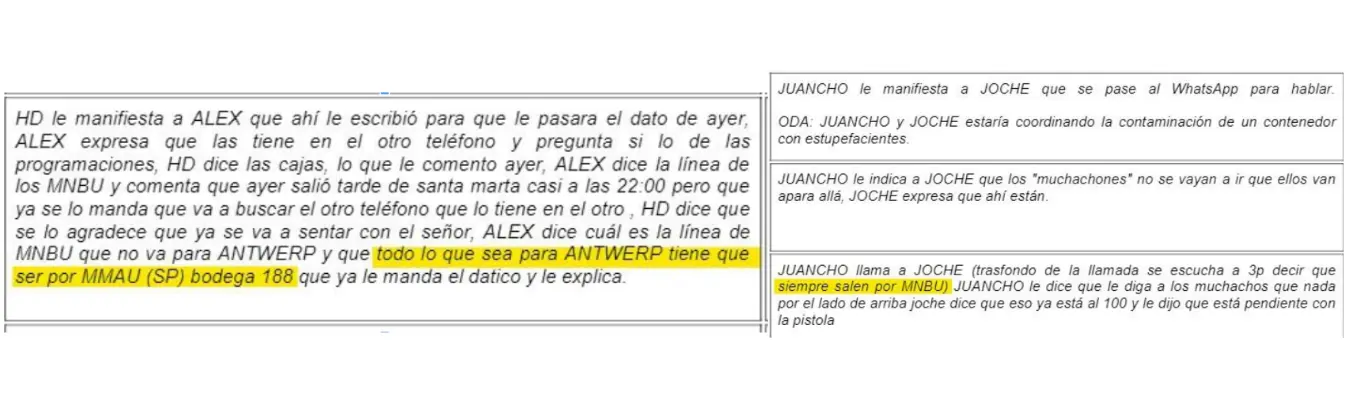 HD le manifiesta a ALEX que ahí le escribió para que le pasara el dato de ayer,
ALEX expresa que las tiene en el otro teléfono y pregunta si lo de las
programaciones, HD dice las cajas, lo que le comento ayer, ALEX dice la línea
de los MNBU y comenta que ayer salió tarde de santa marta casi a las 22:00 pero que
ya se lo manda que va a buscar el otro teléfono que lo tiene en el otro , HD dice que
se lo agradece que ya se va a sentar con el señor, ALEX dice cuál es la línea de
MNBU que no va para ANTWERP y que todo lo que sea para ANTWERP tiene que
ser por MMAU (SP) bodega 188 que ya le manda el datico y le explica.
JUANCHO le manifiesta a JOCHE que se pase al WhatsApp para hablar.
ODA: JUANCHO y JOCHE estaría coordinando la contaminación de un contenedor
con estupefacientes.
JUANCHO le indica a JOCHE que los "muchachones" no se vayan a ir que ellos van
apara allá, JOCHE expresa que ahí están.
JUANCHO llama a JOCHE (trasfondo de la llamada se escucha a 3p decir que
siempre salen por MNBU) JUANCHO le dice que le diga a los muchachos que nada
por el lado de arriba joche dice que eso ya está al 100 y le dijo que está pendiente con
la pistola